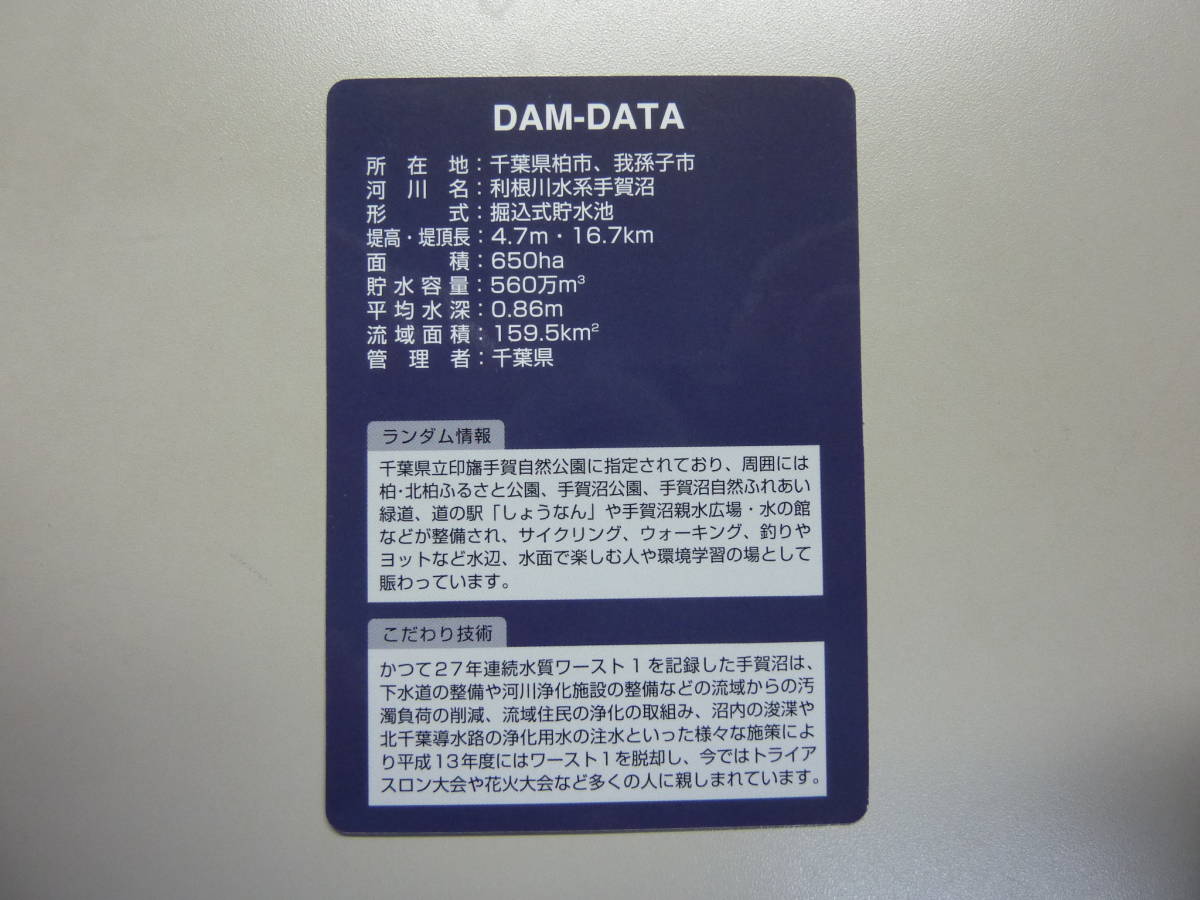 DAM-DATA
所在地：千葉県柏市、我孫子市
河川名：利根川水系手賀沼
形式：掘込式貯水池
堤高・堤頂長：4.7m・16.7km
面積：650ha
貯水容量：560万m³
平均水深：0.86m
流域面積：159.5km²
管理者：千葉県
ランダム情報
千葉県立印旛手賀自然公園に指定されており、周囲には
柏・北柏ふるさと公園、手賀沼公園、手賀沼自然ふれあい
緑道、道の駅「しょうなん」や手賀沼親水広場・水の館
などが整備され、サイクリング、ウォーキング、釣りや
ヨットなど水辺、水面で楽しむ人や環境学習の場として
賑わっています。
こだわり技術
かつて27年連続水質ワースト1を記録した手賀沼は、
下水道の整備や河川浄化施設の整備などの流域からの汚
濁負荷の削減、流域住民の浄化の取組み、沼内の浚渫や
北千葉導水路の浄化用水の注水といった様々な施策によ
り平成13年度にはワースト1を脱却し、今ではトライア
スロン大会や花火大会など多くの人に親しまれています。